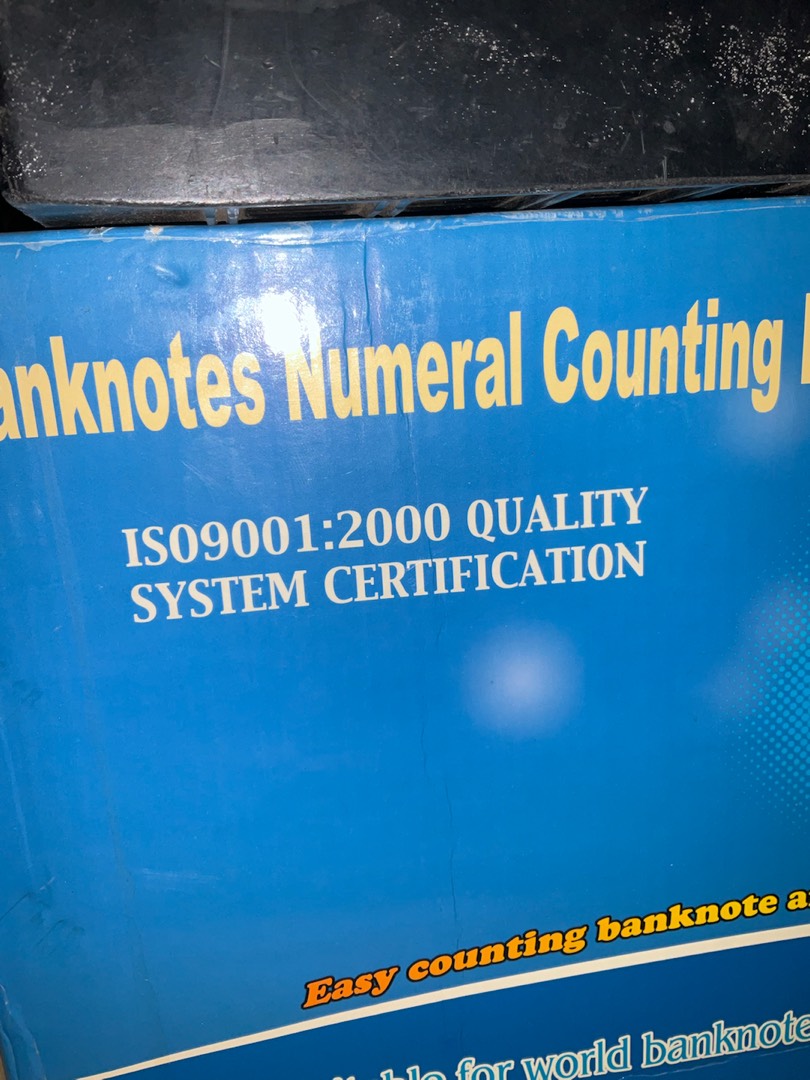 anknotes Numeral Counting
ISO9001:2000 QUALITY
SYSTEM CERTIFICATION
Easy counting banknote a
for world banknote